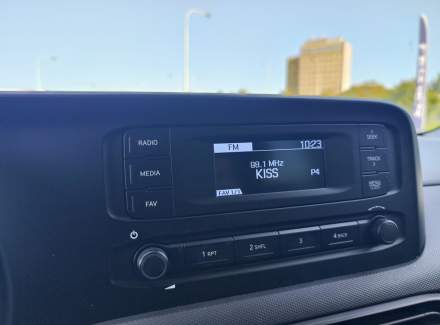 RADIO
MEDIA
FAV
FM 10:23
98.1 MHz
KISS P4
FAV 1/2
SEEK
TRACK
MENU
1 RPT
2 SHFL
3
4 BACK